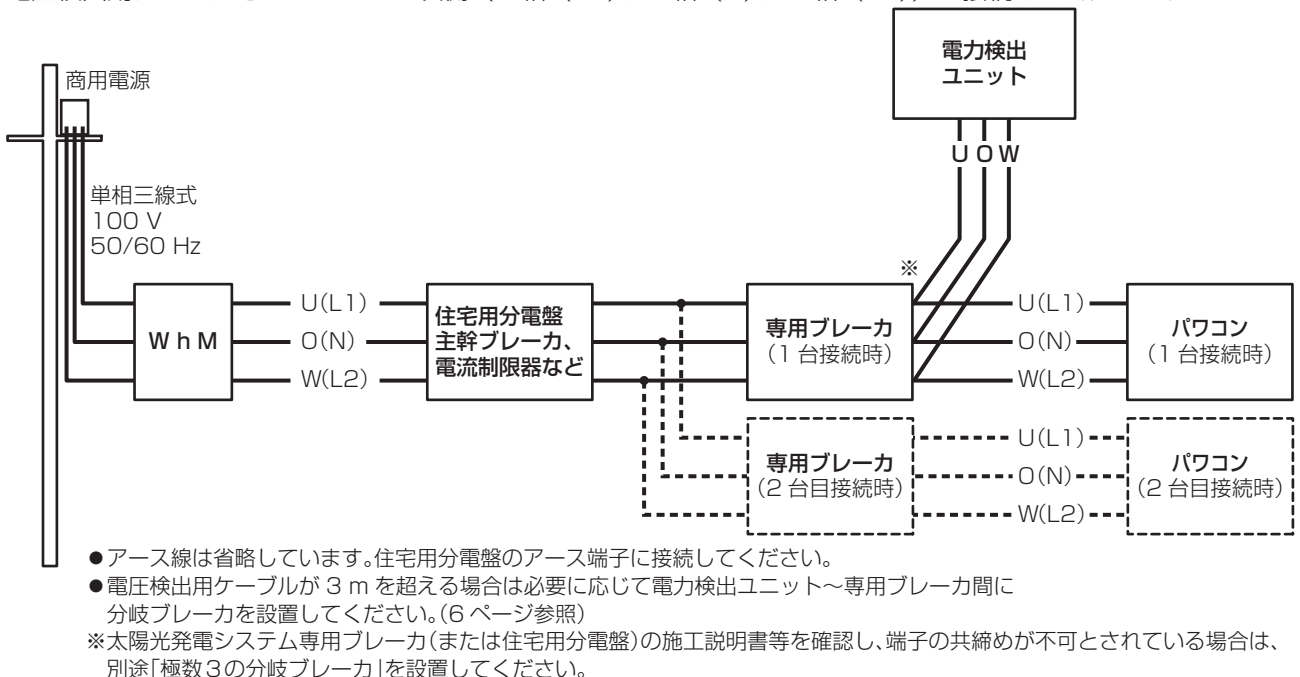 電力検出
ユニット
商用電源
U O W
単相三線式
100 V
50/60 Hz
※
W h M
U(L1)
O(N)
W(L2)
住宅用分電盤
主幹ブレーカ、
電流制限器など
専用ブレーカ
(1 台接続時)
U(L1)
O(N)
W(L2)
パワコン
(1 台接続時)
専用ブレーカ
(2 台目接続時)
U(L1)
O(N)
W(L2)
パワコン
(2 台目接続時)
●アース線は省略しています。住宅用分電盤のアース端子に接続してください。
●電圧検出用ケーブルが 3 m を超える場合は必要に応じて電力検出ユニット～専用ブレーカ間に
分岐ブレーカを設置してください。(6 ページ参照)
※太陽光発電システム専用ブレーカ(または住宅用分電盤)の施工説明書等を確認し、端子の共締めが不可とされている場合は、
別途「極数3の分岐ブレーカ」を設置してください。